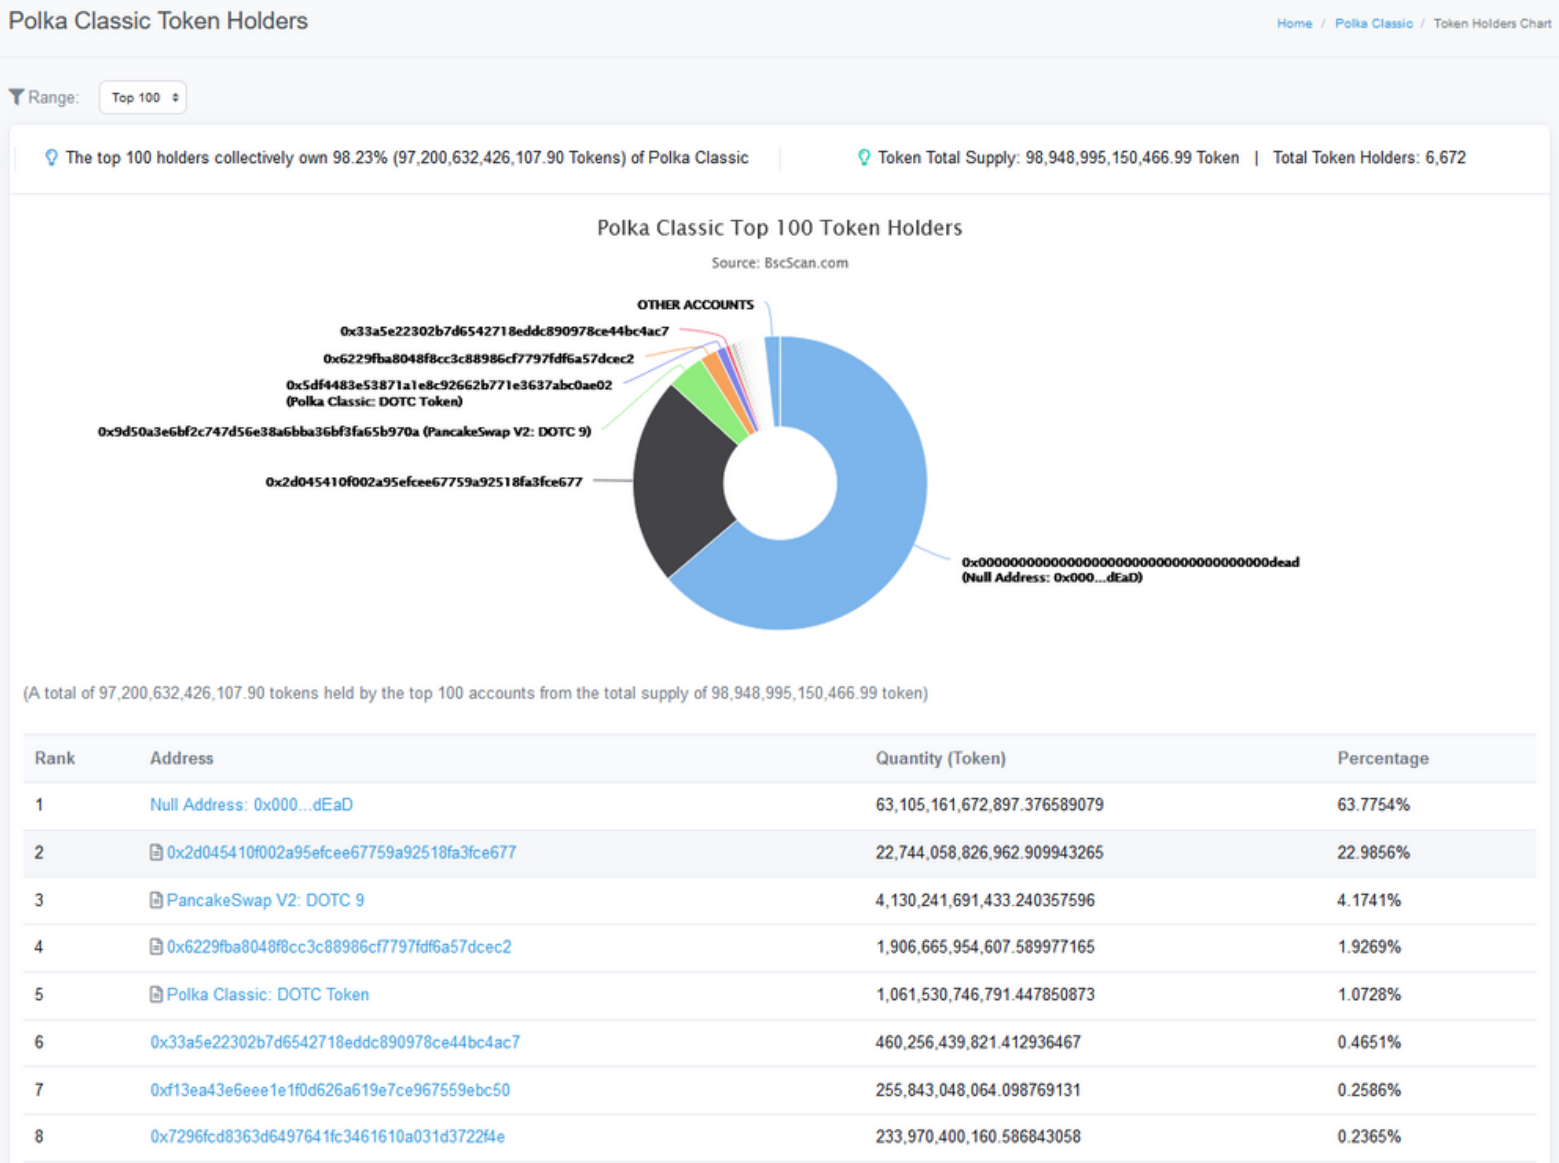 Polka Classic Token Holders
Home / Polka Classic / Token Holders Chart
Range: Top 100
The top 100 holders collectively own 98.23% (97,200,632,426,107.90 Tokens) of Polka Classic
Token Total Supply: 98,948,995,150,466.99 Token | Total Token Holders: 6,672
Polka Classic Top 100 Token Holders
Source: BscScan.com
OTHER ACCOUNTS
0x33a5e22302b7d6542718eddc890978ce44bc4ac7
0x6229fba8048f8cc3c88986cf7797fdf6a57dcec2
0x5df4483e53871a1e8c92662b771e3637abc0ae02
(Polka Classic: DOTC Token)
0x9d50a3e6bf2c747d56e38a6bba36bf3fa65b970a (PancakeSwap V2: DOTC 9)
0x2d045410f002a95efcee67759a92518fa3fce677
0x000000000000000000000000000000000000dead
(Null Address: 0x000...dEaD)
(A total of 97,200,632,426,107.90 tokens held by the top 100 accounts from the total supply of 98,948,995,150,466.99 token)
Rank Address Quantity (Token) Percentage
1 Null Address: 0x000...dEaD 63,105,161,672,897.376589079 63.7754%
2 0x2d045410f002a95efcee67759a92518fa3fce677 22,744,058,826,962.909943265 22.9856%
3 PancakeSwap V2: DOTC 9 4,130,241,691,433.240357596 4.1741%
4 0x6229fba8048f8cc3c88986cf7797fdf6a57dcec2 1,906,665,954,607.589977165 1.9269%
5 Polka Classic: DOTC Token 1,061,530,746,791.447850873 1.0728%
6 0x33a5e22302b7d6542718eddc890978ce44bc4ac7 460,256,439,821.412936467 0.4651%
7 0xf13ea43e6eee1e1f0d626a619e7ce967559ebc50 255,843,048,064.098769131 0.2586%
8 0x7296fcd8363d6497641fc3461610a031d3722f4e 233,970,400,160.586843058 0.2365%